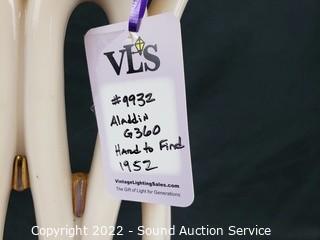 VLS
#9932
Aladdin
G360
Hard to Find
1952
VintageLightingSales.com
The Gift of Light for Generations
Copyright 2022 - Sound Auction Service